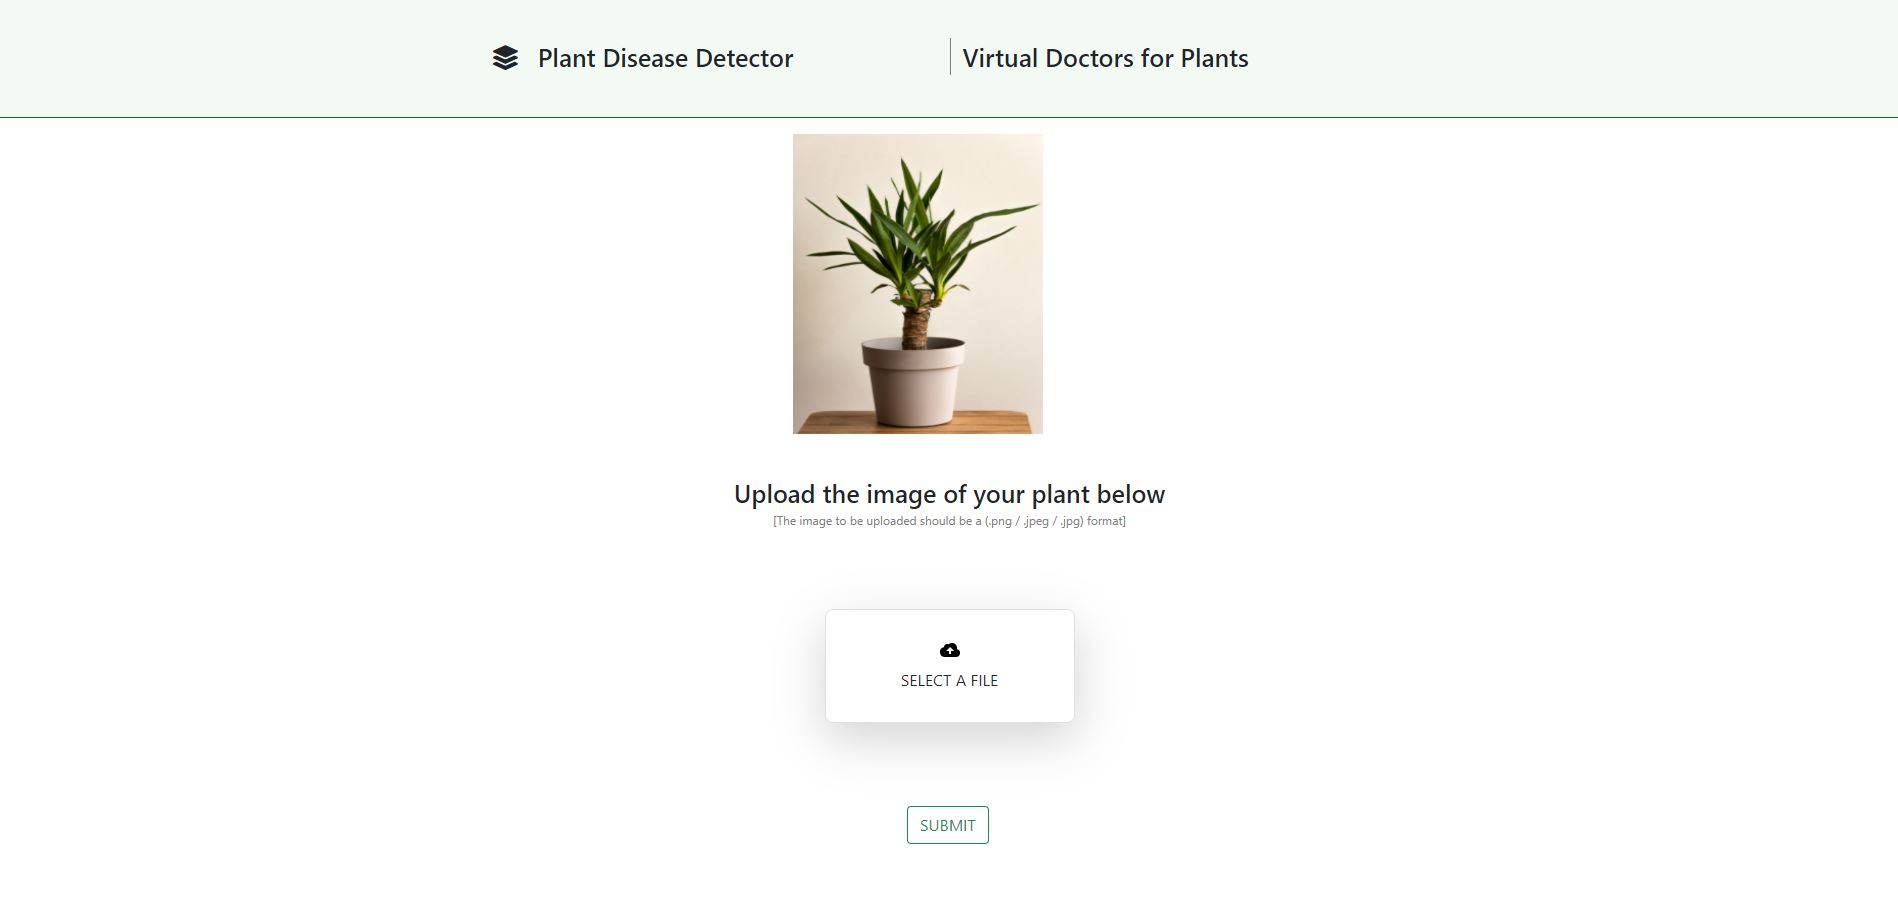 Plant Disease Detector
Virtual Doctors for Plants
Upload the image of your plant below
[The image to be uploaded should be a (.png / .jpeg / .jpg) format]
SELECT A FILE
SUBMIT